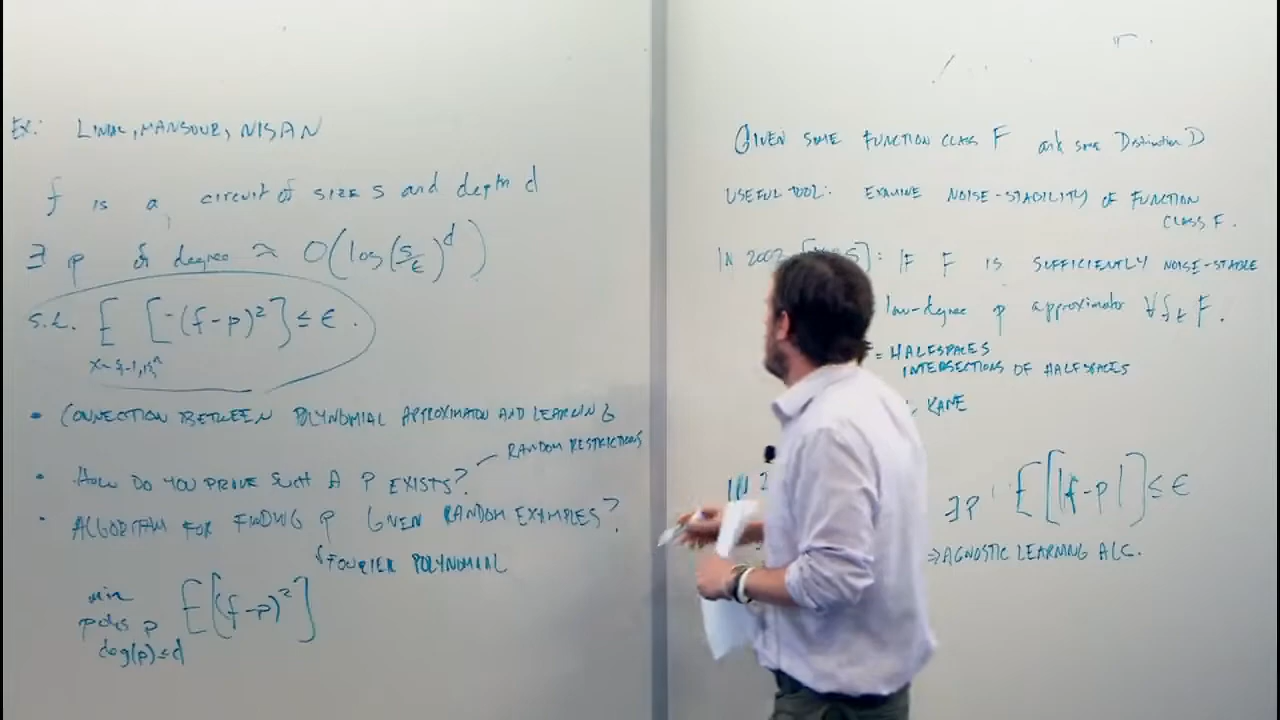 Ex: LINIAL, MANSOUR, NISAN
f is a circuit of size s and depth d
∃ p of degree ≈ O(log(s/ε)^d)
s.t. E [(f-p)²] ≤ ε.
x~{-1,1}ⁿ
• CONNECTION BETWEEN POLYNOMIAL APPROXIMATION AND LEARNING
RANDOM RESTRICTIONS
• HOW DO YOU PROVE SUCH A P EXISTS?
• ALGORITHM FOR FINDING P GIVEN RANDOM EXAMPLES?
FOURIER POLYNOMIAL
min E[(f-p)²]
polys p
deg(p)≤d
GIVEN SOME FUNCTION CLASS F and some Distribution D
USEFUL TOOL: EXAMINE NOISE-STABILITY OF FUNCTION
CLASS F.
IN 2002 S]: IF F IS SUFFICIENTLY NOISE-STABLE
low-degree p approximator ∀f∈F.
= HALFSPACES
INTERSECTIONS OF HALFSPACES
KANE
IN 2
∃p E[|f-p|] ≤ ε
⇒ AGNOSTIC LEARNING ALG.